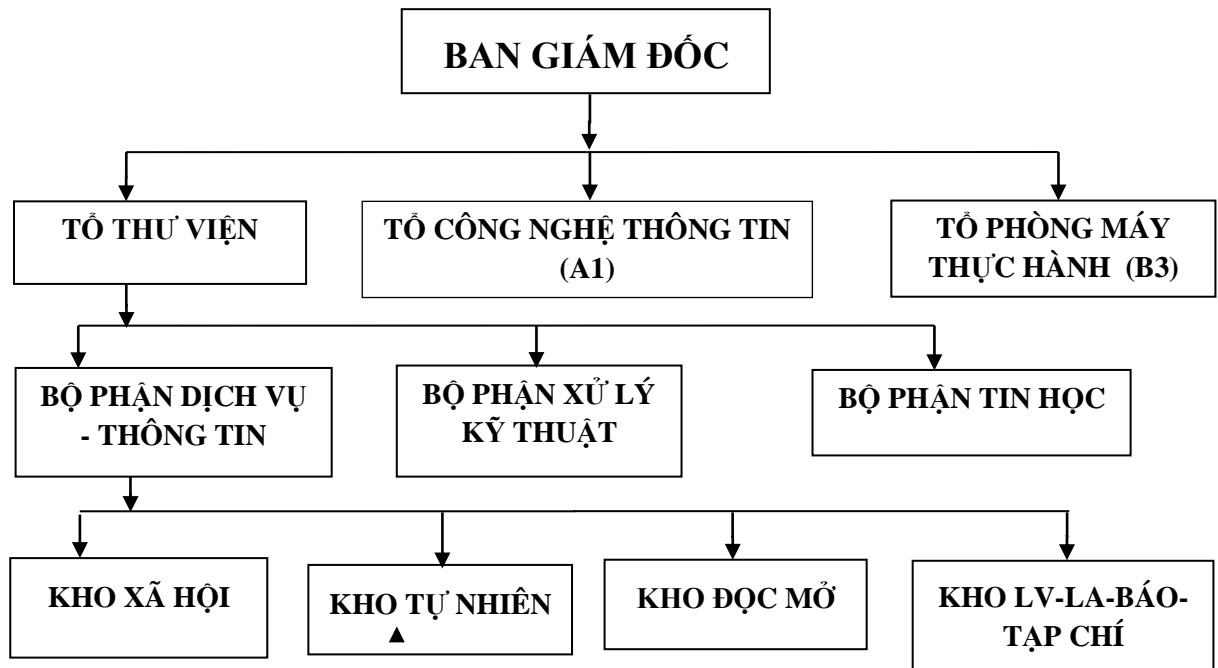 BAN GIÁM ĐỐC
TỔ THƯ VIỆN
TỔ CÔNG NGHỆ THÔNG TIN
(A1)
TỔ PHÒNG MÁY
THỰC HÀNH (B3)
BỘ PHẬN DỊCH VỤ
- THÔNG TIN
BỘ PHẬN XỬ LÝ
KỸ THUẬT
BỘ PHẬN TIN HỌC
KHO XÃ HỘI
KHO TỰ NHIÊN
KHO ĐỌC MỞ
KHO LV-LA-BÁO-
TẠP CHÍ